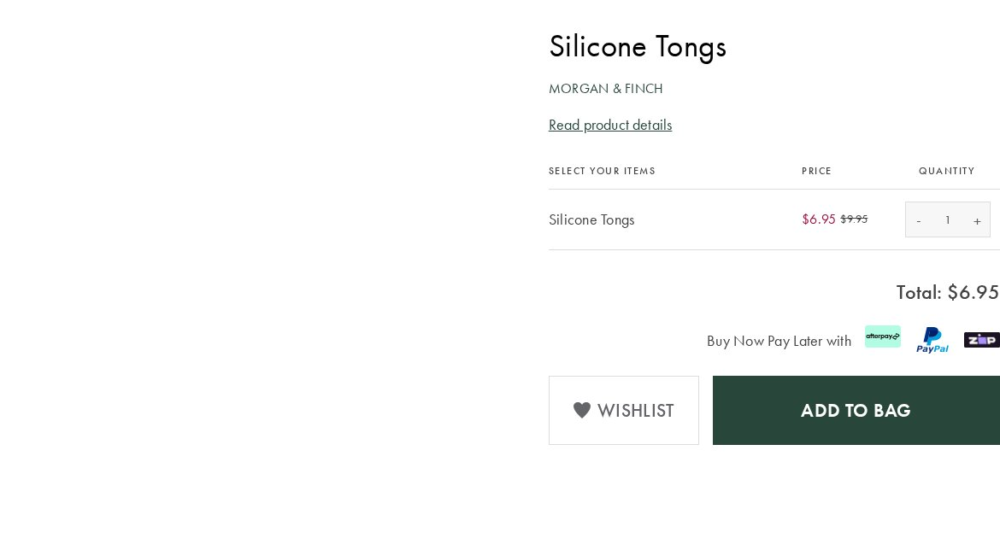 Silicone Tongs
MORGAN & FINCH
Read product details
SELECT YOUR ITEMS PRICE QUANTITY
Silicone Tongs $6.95 $9.95 - 1 +
Total: $6.95
Buy Now Pay Later with afterpay PayPal ZIP
WISHLIST ADD TO BAG